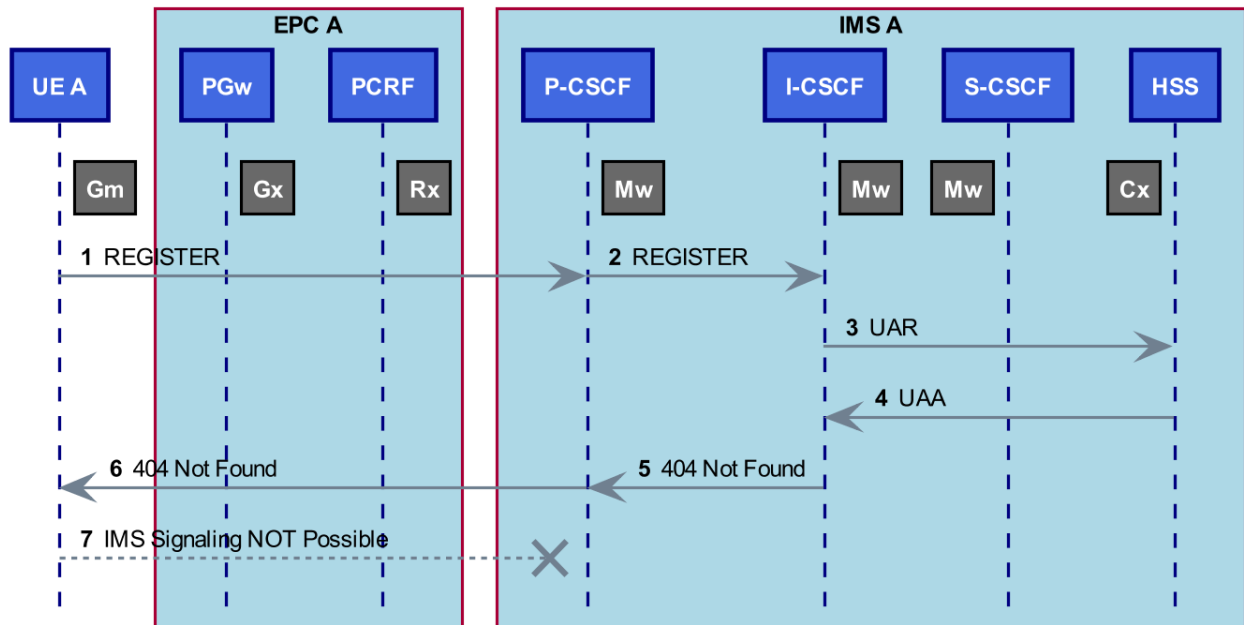 EPC A
IMS A
UE A
PGw
PCRF
P-CSCF
I-CSCF
S-CSCF
HSS
Gm
Gx
Rx
Mw
Mw
Mw
Cx
1 REGISTER
2 REGISTER
3 UAR
4 UAA
6 404 Not Found
5 404 Not Found
7 IMS Signaling NOT Possible